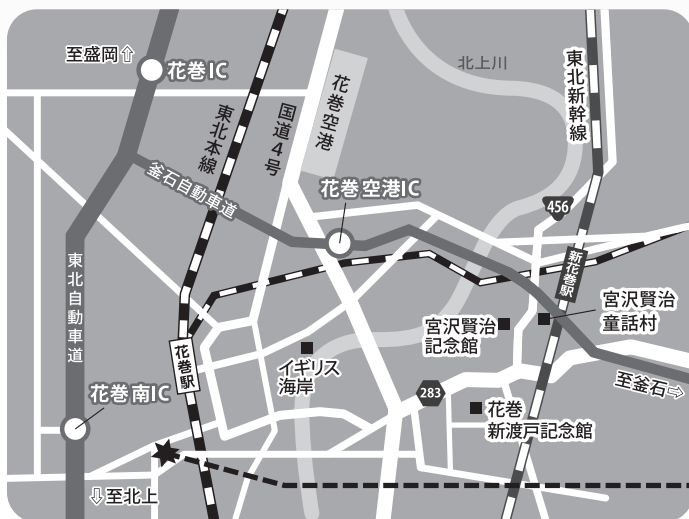 至盛岡⇧
花巻IC
東北本線
国道4号
花巻空港
北上川
東北新幹線
釜石自動車道
花巻空港IC
456
東北自動車道
新花巻駅
宮沢賢治
童話村
宮沢賢治
記念館
イギリス
海岸
花巻駅
花巻南IC
283
至釜石⇨
花巻
新渡戸記念館
⇩至北上